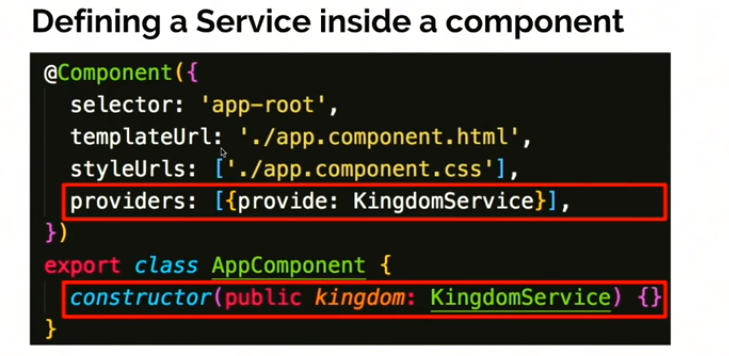 Defining a Service inside a component
@Component({
selector: 'app-root',
templateUrl: './app.component.html',
styleUrls: ['./app.component.css'],
providers: [{provide: KingdomService}],
})
export class AppComponent {
constructor(public kingdom: KingdomService) {}
}